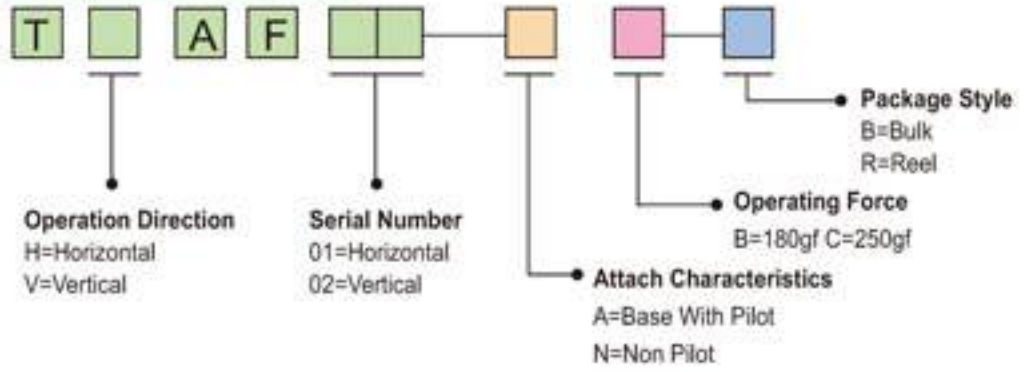 T A F
Package Style
B=Bulk
R=Reel
Operating Force
B=180gf C=250gf
Operation Direction
H=Horizontal
V=Vertical
Serial Number
01=Horizontal
02=Vertical
Attach Characteristics
A=Base With Pilot
N=Non Pilot